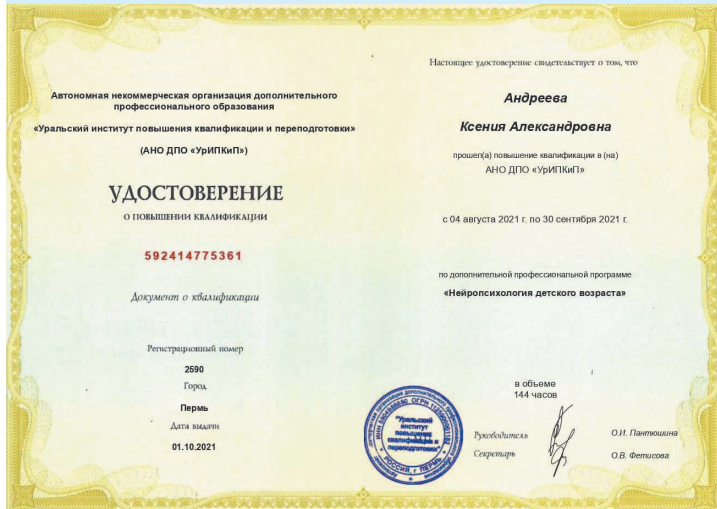 Автономная некоммерческая организация дополнительного
профессионального образования
«Уральский институт повышения квалификации и переподготовки»
(АНО ДПО «УрИПКиП»)
УДОСТОВЕРЕНИЕ
О ПОВЫШЕНИИ КВАЛИФИКАЦИИ
592414775361
Документ о квалификации
Регистрационный номер
2590
Город
Пермь
Дата выдачи
01.10.2021
Настоящее удостоверение свидетельствует о том, что
Андреева
Ксения Александровна
прошел(а) повышение квалификации в (на)
АНО ДПО «УрИПКиП»
с 04 августа 2021 г. по 30 сентября 2021 г.
по дополнительной профессиональной программе
«Нейропсихология детского возраста»
в объеме
144 часов
"Уральский
институт
повышения
квалификации и
переподготовки"
РОССИЯ, г. ПЕРМЬ
Руководитель
О.И. Пантюшина
Секретарь
О.В. Фетисова